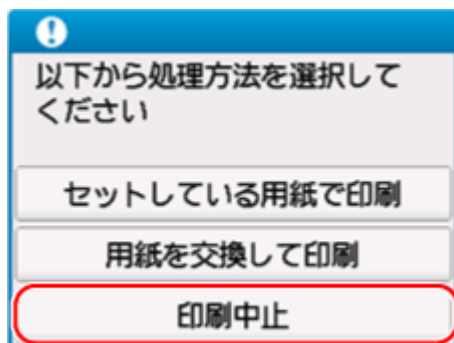 以下から処理方法を選択して
ください
セットしている用紙で印刷
用紙を交換して印刷
印刷中止